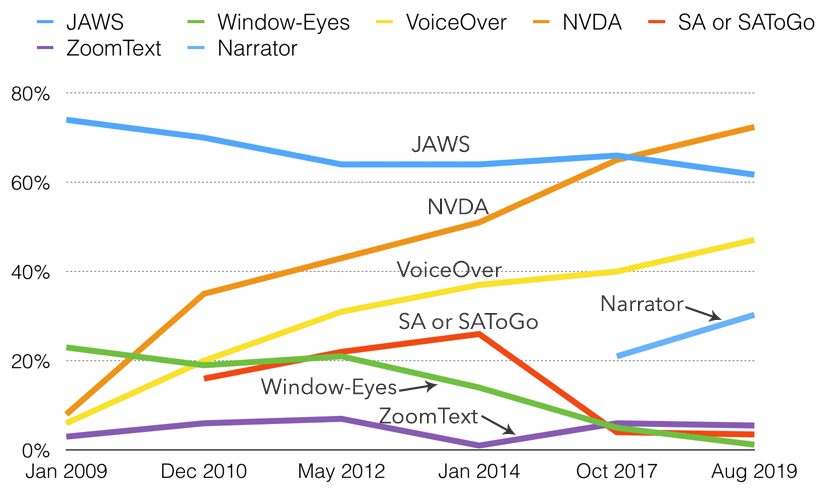 JAWS Window-Eyes VoiceOver NVDA SA or SAToGo
ZoomText Narrator
80%
JAWS
60%
NVDA
40%
VoiceOver
Narrator
SA or SAToGo
20%
Window-Eyes
ZoomText
0%
Jan 2009 Dec 2010 May 2012 Jan 2014 Oct 2017 Aug 2019